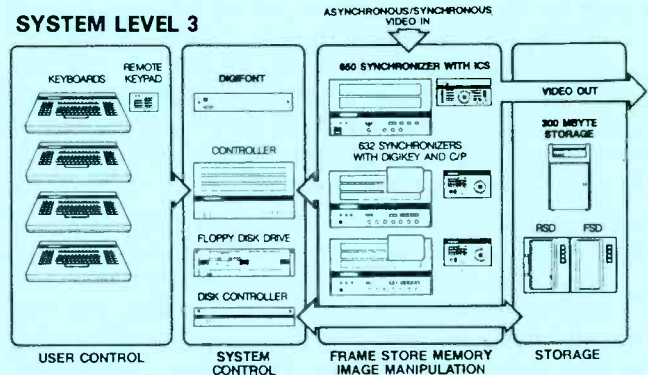 SYSTEM LEVEL 3
ASYNCHRONOUS/SYNCHRONOUS
VIDEO IN
KEYBOARDS
REMOTE
KEYPAD
DIGIFONT
CONTROLLER
FLOPPY DISK DRIVE
DISK CONTROLLER
650 SYNCHRONIZER WITH ICS
632 SYNCHRONIZERS
WITH DIGIKEY AND C/P
VIDEO OUT
300 MBYTE
STORAGE
RSD
FSD
USER CONTROL
SYSTEM
CONTROL
FRAME STORE MEMORY
IMAGE MANIPULATION
STORAGE